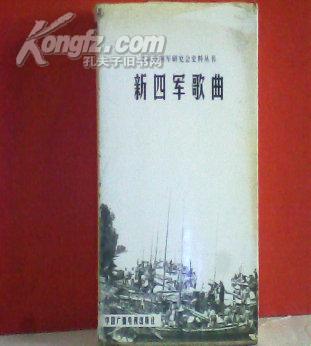 Kongfz.com
孔夫子旧书网
军研究会史料丛书
新四军歌曲
中国广播电视出版社